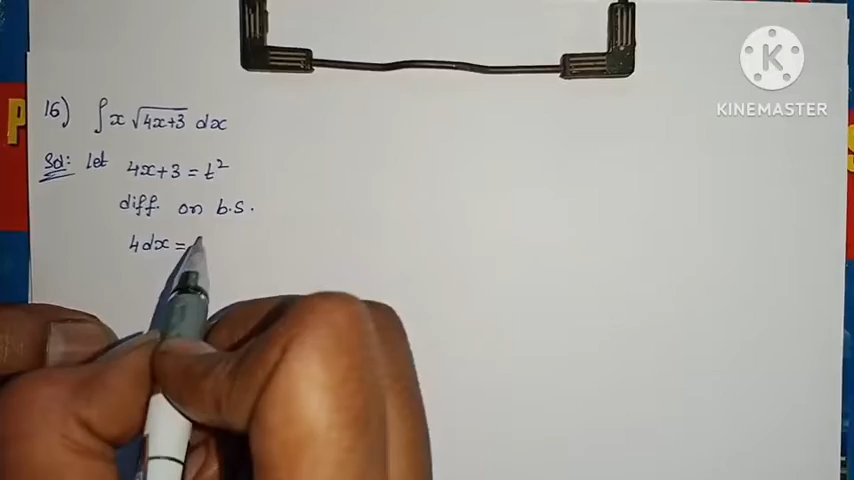 KINEMASTER
16) ∫ x √4x+3 dx
Sol: let 4x+3 = t²
diff. on b.s.
4dx =